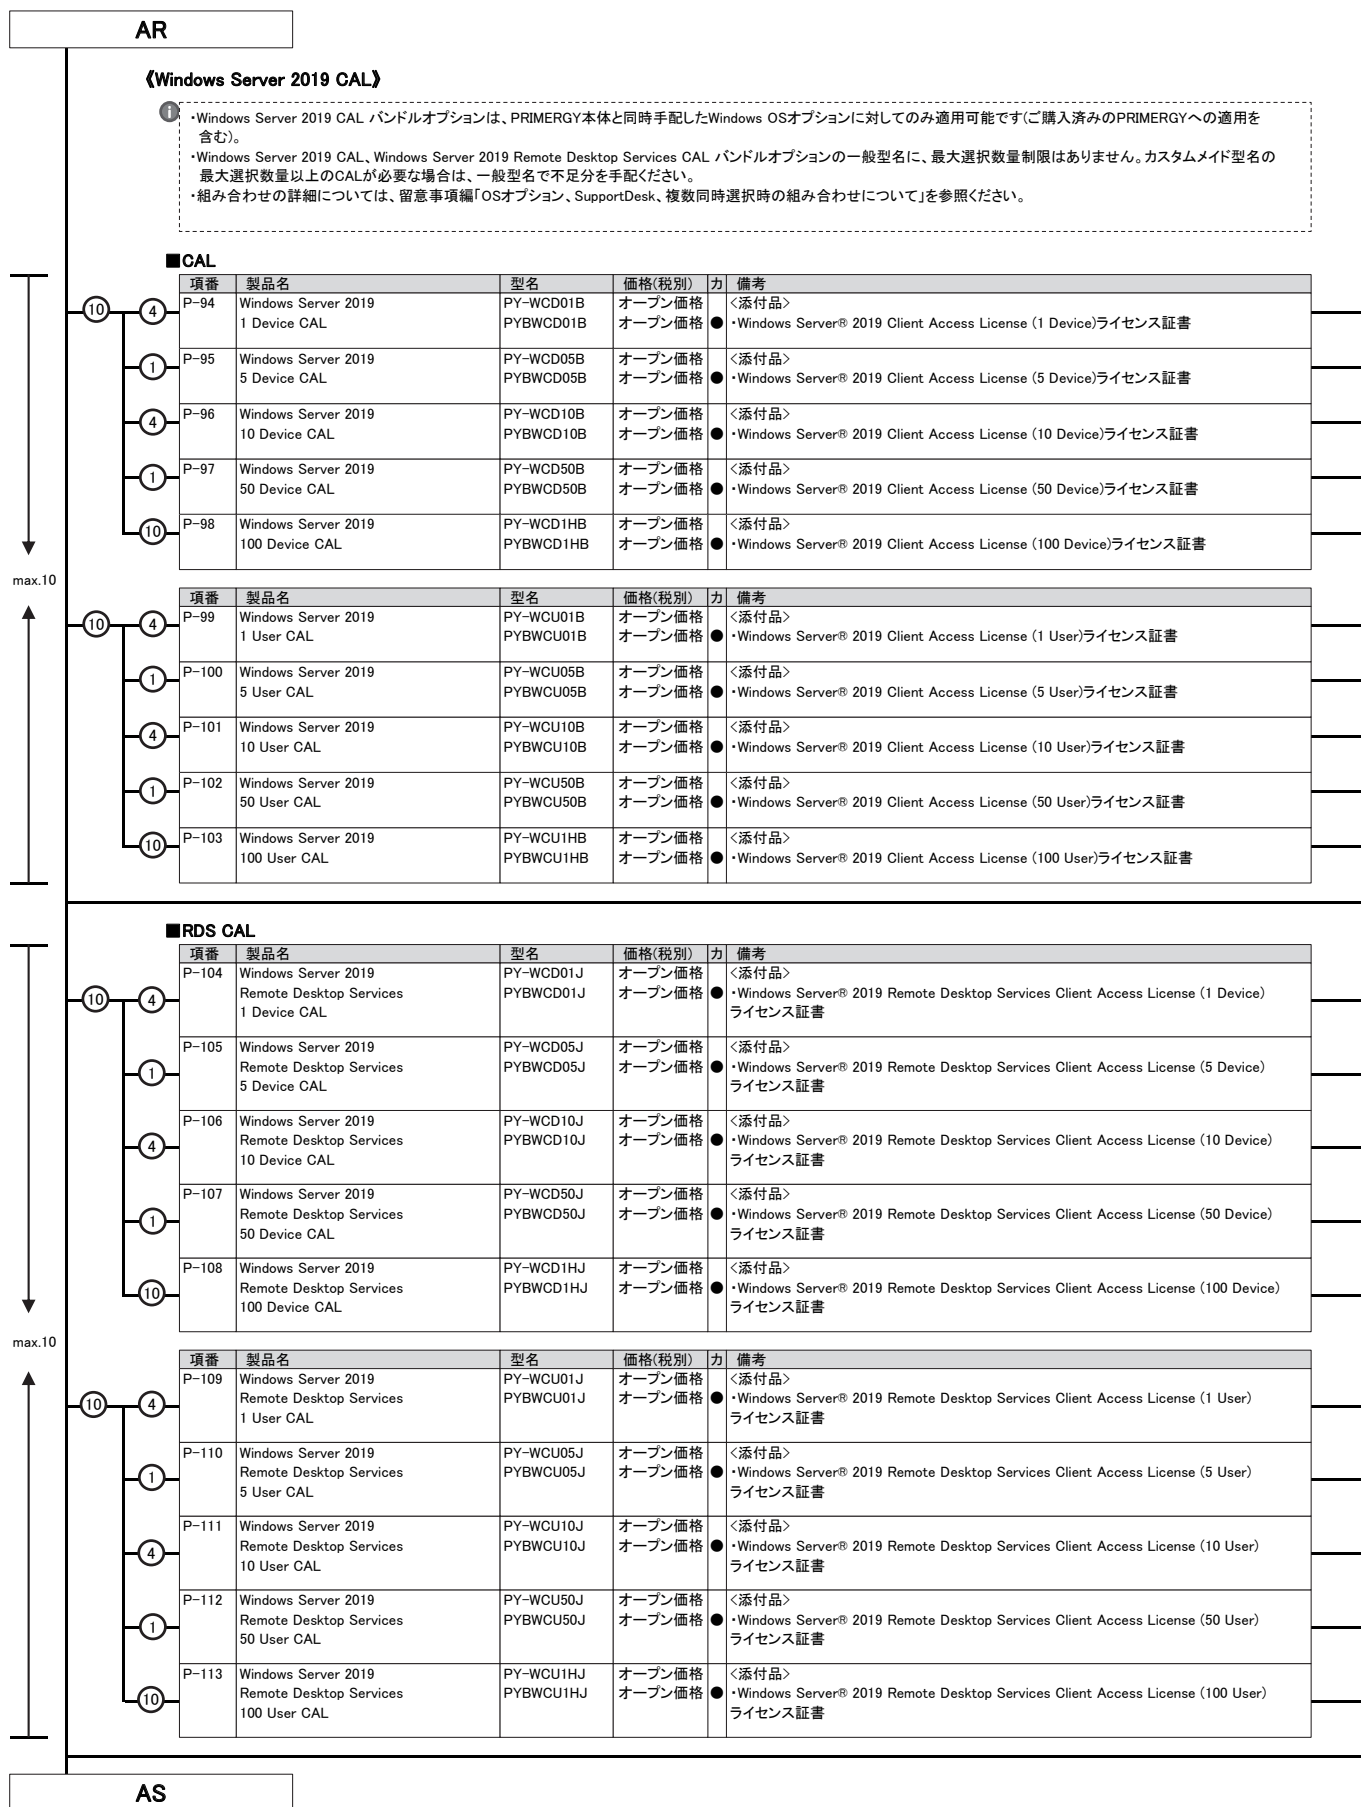 AR
《Windows Server 2019 CAL》
・Windows Server 2019 CAL バンドルオプションは、PRIMERGY本体と同時手配したWindows OSオプションに対してのみ適用可能です(ご購入済みのPRIMERGYへの適用を
含む)。
・Windows Server 2019 CAL、Windows Server 2019 Remote Desktop Services CAL バンドルオプションの一般型名に、最大選択数量制限はありません。カスタムメイド型名の
最大選択数量以上のCALが必要な場合は、一般型名で不足分を手配ください。
・組み合わせの詳細については、留意事項編「OSオプション、SupportDesk、複数同時選択時の組み合わせについて」を参照ください。
■CAL
項番 製品名 型名 価格(税別) カ 備考
10 4 P-94 Windows Server 2019 PY-WCD01B オープン価格 <添付品>
1 Device CAL PYBWCD01B オープン価格 ● ・Windows Server® 2019 Client Access License (1 Device)ライセンス証書
1 P-95 Windows Server 2019 PY-WCD05B オープン価格 <添付品>
5 Device CAL PYBWCD05B オープン価格 ● ・Windows Server® 2019 Client Access License (5 Device)ライセンス証書
4 P-96 Windows Server 2019 PY-WCD10B オープン価格 <添付品>
10 Device CAL PYBWCD10B オープン価格 ● ・Windows Server® 2019 Client Access License (10 Device)ライセンス証書
1 P-97 Windows Server 2019 PY-WCD50B オープン価格 <添付品>
50 Device CAL PYBWCD50B オープン価格 ● ・Windows Server® 2019 Client Access License (50 Device)ライセンス証書
10 P-98 Windows Server 2019 PY-WCD1HB オープン価格 <添付品>
100 Device CAL PYBWCD1HB オープン価格 ● ・Windows Server® 2019 Client Access License (100 Device)ライセンス証書
max.10
項番 製品名 型名 価格(税別) カ 備考
10 4 P-99 Windows Server 2019 PY-WCU01B オープン価格 <添付品>
1 User CAL PYBWCU01B オープン価格 ● ・Windows Server® 2019 Client Access License (1 User)ライセンス証書
1 P-100 Windows Server 2019 PY-WCU05B オープン価格 <添付品>
5 User CAL PYBWCU05B オープン価格 ● ・Windows Server® 2019 Client Access License (5 User)ライセンス証書
4 P-101 Windows Server 2019 PY-WCU10B オープン価格 <添付品>
10 User CAL PYBWCU10B オープン価格 ● ・Windows Server® 2019 Client Access License (10 User)ライセンス証書
1 P-102 Windows Server 2019 PY-WCU50B オープン価格 <添付品>
50 User CAL PYBWCU50B オープン価格 ● ・Windows Server® 2019 Client Access License (50 User)ライセンス証書
10 P-103 Windows Server 2019 PY-WCU1HB オープン価格 <添付品>
100 User CAL PYBWCU1HB オープン価格 ● ・Windows Server® 2019 Client Access License (100 User)ライセンス証書
■RDS CAL
項番 製品名 型名 価格(税別) カ 備考
P-104 Windows Server 2019 PY-WCD01J オープン価格 <添付品>
10 4 Remote Desktop Services PYBWCD01J オープン価格 ● ・Windows Server® 2019 Remote Desktop Services Client Access License (1 Device)
1 Device CAL ライセンス証書
P-105 Windows Server 2019 PY-WCD05J オープン価格 <添付品>
1 Remote Desktop Services PYBWCD05J オープン価格 ● ・Windows Server® 2019 Remote Desktop Services Client Access License (5 Device)
5 Device CAL ライセンス証書
P-106 Windows Server 2019 PY-WCD10J オープン価格 <添付品>
4 Remote Desktop Services PYBWCD10J オープン価格 ● ・Windows Server® 2019 Remote Desktop Services Client Access License (10 Device)
10 Device CAL ライセンス証書
P-107 Windows Server 2019 PY-WCD50J オープン価格 <添付品>
1 Remote Desktop Services PYBWCD50J オープン価格 ● ・Windows Server® 2019 Remote Desktop Services Client Access License (50 Device)
50 Device CAL ライセンス証書
P-108 Windows Server 2019 PY-WCD1HJ オープン価格 <添付品>
10 Remote Desktop Services PYBWCD1HJ オープン価格 ● ・Windows Server® 2019 Remote Desktop Services Client Access License (100 Device)
100 Device CAL ライセンス証書
max.10
項番 製品名 型名 価格(税別) カ 備考
P-109 Windows Server 2019 PY-WCU01J オープン価格 <添付品>
10 4 Remote Desktop Services PYBWCU01J オープン価格 ● ・Windows Server® 2019 Remote Desktop Services Client Access License (1 User)
1 User CAL ライセンス証書
P-110 Windows Server 2019 PY-WCU05J オープン価格 <添付品>
1 Remote Desktop Services PYBWCU05J オープン価格 ● ・Windows Server® 2019 Remote Desktop Services Client Access License (5 User)
5 User CAL ライセンス証書
P-111 Windows Server 2019 PY-WCU10J オープン価格 <添付品>
4 Remote Desktop Services PYBWCU10J オープン価格 ● ・Windows Server® 2019 Remote Desktop Services Client Access License (10 User)
10 User CAL ライセンス証書
P-112 Windows Server 2019 PY-WCU50J オープン価格 <添付品>
1 Remote Desktop Services PYBWCU50J オープン価格 ● ・Windows Server® 2019 Remote Desktop Services Client Access License (50 User)
50 User CAL ライセンス証書
P-113 Windows Server 2019 PY-WCU1HJ オープン価格 <添付品>
10 Remote Desktop Services PYBWCU1HJ オープン価格 ● ・Windows Server® 2019 Remote Desktop Services Client Access License (100 User)
100 User CAL ライセンス証書
AS